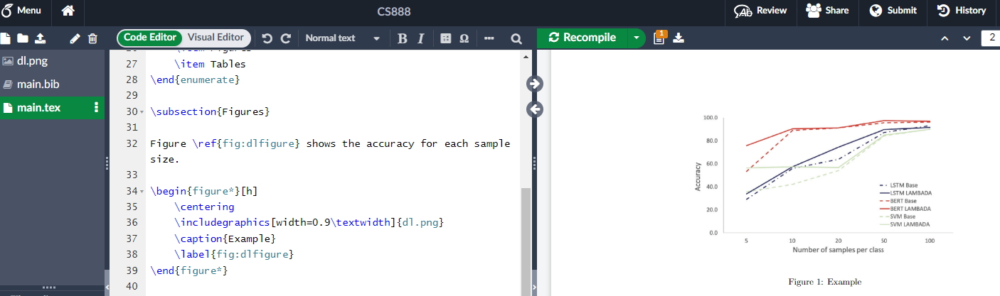 Menu
CS888
Review
Share
Submit
History
Code Editor
Visual Editor
Normal text
B
I
Ω
Recompile
1
2
dl.png
main.bib
main.tex
27 \item Tables
28 \end{enumerate}
29
30 \subsection{Figures}
31
32 Figure \ref{fig:dlfigure} shows the accuracy for each sample
size.
33
34 \begin{figure*}[h]
35 \centering
36 \includegraphics[width=0.9\textwidth]{dl.png}
37 \caption{Example}
38 \label{fig:dlfigure}
39 \end{figure*}
40
100.0
80.0
60.0
40.0
20.0
0.0
Accuracy
LSTM Base
LSTM LAMBADA
BERT Base
BERT LAMBADA
SVM Base
SVM LAMBADA
5 10 20 50 100
Number of samples per class
Figure 1: Example